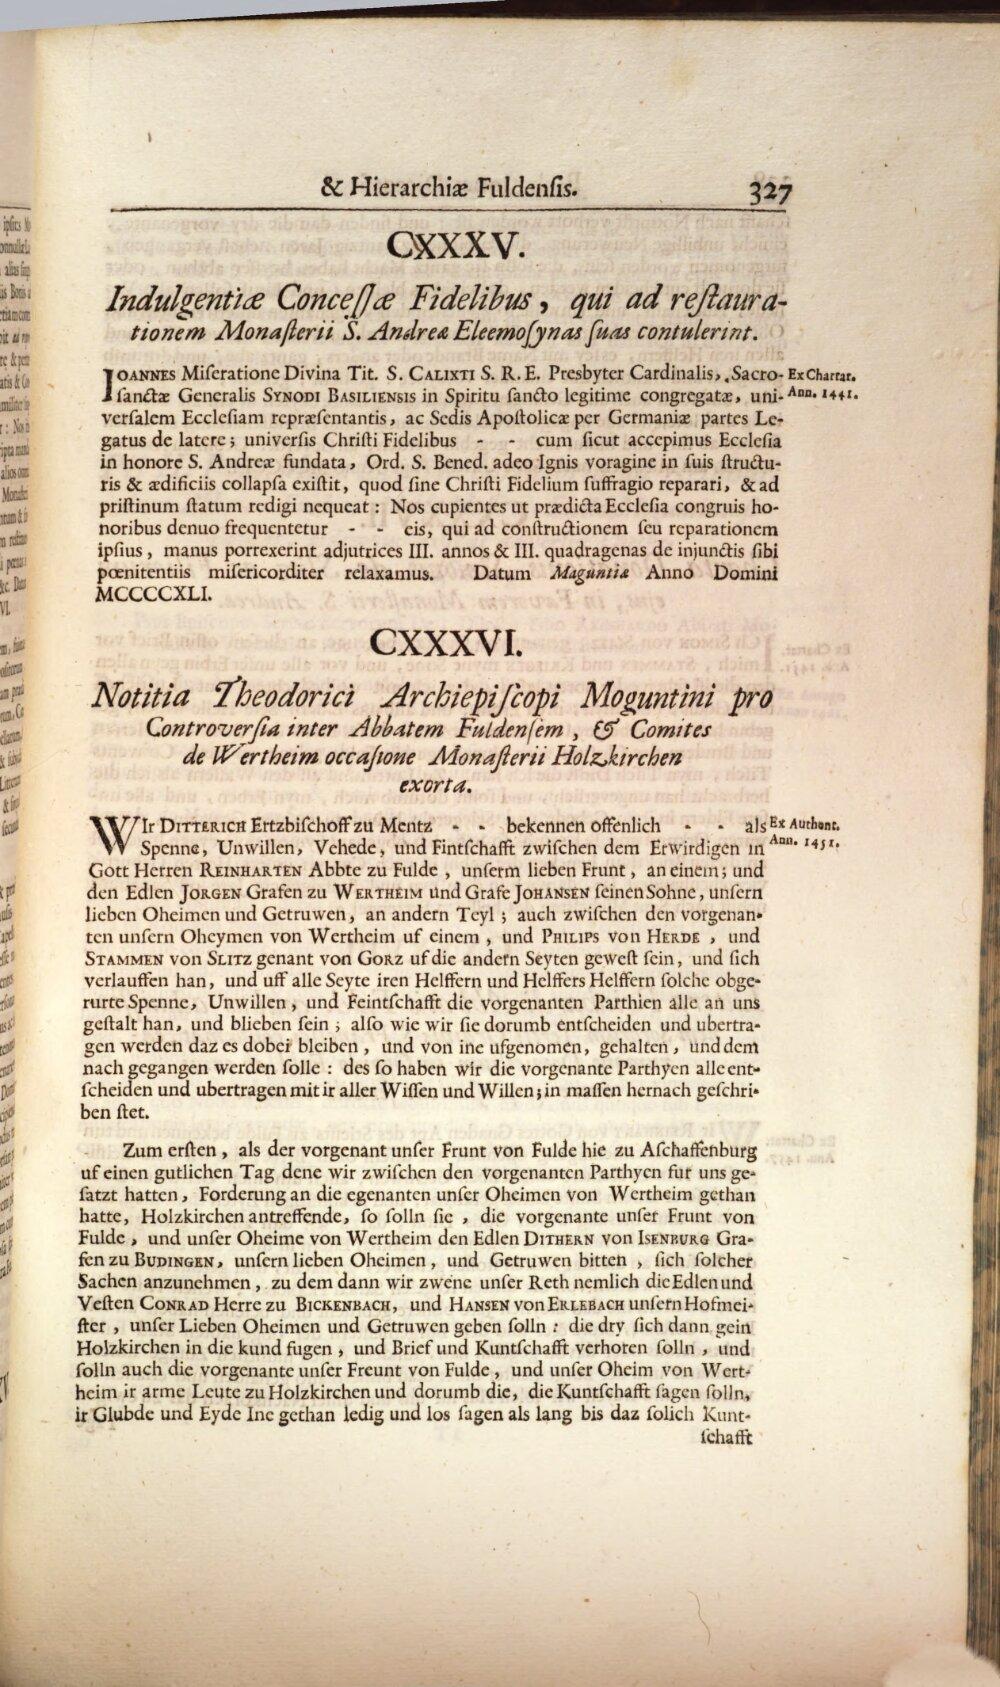 & Hierarchiæ Fuldenſis. 327
CXXXV.
Indulgentiæ Conceſſæ Fidelibus, qui ad reſtaura-
tionem Monaſterii S. Andreæ Eleemoſynas ſuas contulerint.
IOANNES Miſeratione Divina Tit. S. CALIXTI S. R. E. Presbyter Cardinalis, Sacro- Ex Chartar.
ſanctæ Generalis SYNODI BASILIENSIS in Spiritu ſancto legitime congregatæ, uni- Ann. 1441.
verſalem Eccleſiam repræſentantis, ac Sedis Apoſtolicæ per Germaniæ partes Le-
gatus de latere; univerſis Chriſti Fidelibus - - cum ſicut accepimus Eccleſia
in honore S. Andreæ fundata, Ord. S. Bened. adeo Ignis voragine in ſuis ſtructu-
ris & ædificiis collapſa exiſtit, quod ſine Chriſti Fidelium ſuffragio reparari, & ad
priſtinum ſtatum redigi nequeat: Nos cupientes ut prædicta Eccleſia congruis ho-
noribus denuo frequentetur - - eis, qui ad conſtructionem ſeu reparationem
ipſius, manus porrexerint adjutrices III. annos & III. quadragenas de injunctis ſibi
pœnitentiis miſericorditer relaxamus. Datum Maguntiæ Anno Domini
MCCCCXLI.
CXXXVI.
Notitia Theodorici Archiepiſcopi Moguntini pro
Controverſia inter Abbatem Fuldenſem, & Comites
de Wertheim occaſione Monaſterii Holzkirchen
exorta.
WIr DITTERICH Ertzbiſchoff zu Mentz - - bekennen offenlich - - als Ex Authent.
Spenne, Unwillen, Vehede, und Fintſchafft zwiſchen dem Erwirdigen in Ann. 1451.
Gott Herren REINHARTEN Abbte zu Fulde, unſerm lieben Frunt, an einem; und
den Edlen JORGEN Grafen zu WERTHEIM und Grafe JOHANSEN ſeinen Sohne, unſern
lieben Oheimen und Getruwen, an andern Teyl; auch zwiſchen den vorgenan-
ten unſern Oheymen von Wertheim uf einem, und PHILIPS von HERDE, und
STAMMEN von SLITZ genant von GORZ uf die andern Seyten geweſt ſein, und ſich
verlauffen han, und uff alle Seyte iren Helffern und Helffers Helffern ſolche obge-
rurte Spenne, Unwillen, und Feintſchafft die vorgenanten Parthien alle an uns
geſtalt han, und blieben ſein; alſo wie wir ſie dorumb entſcheiden und ubertra-
gen werden daz es dobei bleiben, und von ine ufgenomen, gehalten, und dem
nach gegangen werden ſolle: des ſo haben wir die vorgenante Parthyen alle ent-
ſcheiden und ubertragen mit ir aller Wiſſen und Willen; in maſſen hernach geſchri-
ben ſtet.
Zum erſten, als der vorgenant unſer Frunt von Fulde hie zu Aſchaffenburg
uf einen gutlichen Tag dene wir zwiſchen den vorgenanten Parthyen fur uns ge-
ſatzt hatten, Forderung an die egenanten unſer Oheimen von Wertheim gethan
hatte, Holzkirchen antreffende, ſo ſolln ſie, die vorgenante unſer Frunt von
Fulde, und unſer Oheime von Wertheim den Edlen DITHERN von ISENBURG Gra-
fen zu BUDINGEN, unſern lieben Oheimen, und Getruwen bitten, ſich ſolcher
Sachen anzunehmen, zu dem dann wir zwene unſer Reth nemlich die Edlen und
Veſten CONRAD Herre zu BICKENBACH, und HANSEN von ERLEBACH unſern Hofmei-
ſter, unſer Lieben Oheimen und Getruwen geben ſolln: die dry ſich dann gein
Holzkirchen in die kund fugen, und Brief und Kuntſchafft verhoren ſolln, und
ſolln auch die vorgenante unſer Freunt von Fulde, und unſer Oheim von Wert-
heim ir arme Leute zu Holzkirchen und dorumb die, die Kuntſchafft ſagen ſolln,
ir Glubde und Eyde Ine gethan ledig und los ſagen als lang bis daz ſolich Kunt-
ſchafft